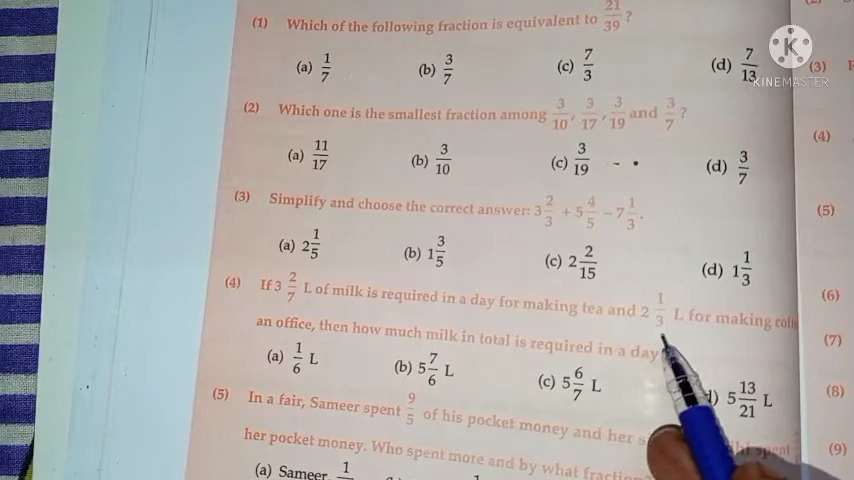 (1) Which of the following fraction is equivalent to 21/39?
(a) 1/7 (b) 3/7 (c) 7/3 (d) 7/13
KINEMASTER
(2) Which one is the smallest fraction among 3/10, 3/17, 3/19 and 3/7?
(a) 11/17 (b) 3/10 (c) 3/19 (d) 3/7
(3) Simplify and choose the correct answer: 3 2/3 + 5 4/5 − 7 1/3.
(a) 2 1/5 (b) 1 3/5 (c) 2 2/15 (d) 1 1/3
(4) If 3 2/7 L of milk is required in a day for making tea and 2 1/3 L for making
an office, then how much milk in total is required in a day
(a) 1/6 L (b) 5 7/6 L (c) 5 6/7 L (d) 5 13/21 L
(5) In a fair, Sameer spent 9/5 of his pocket money and her spent
her pocket money. Who spent more and by what
(a) Sameer, 1
(3)
(4)
(5)
(6)
(7)
(8)
(9)